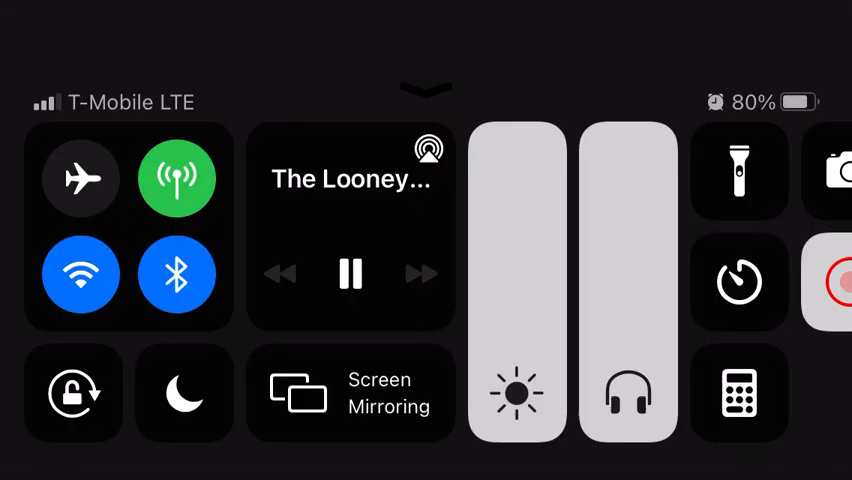 T-Mobile LTE
80%
The Looney...
Screen
Mirroring